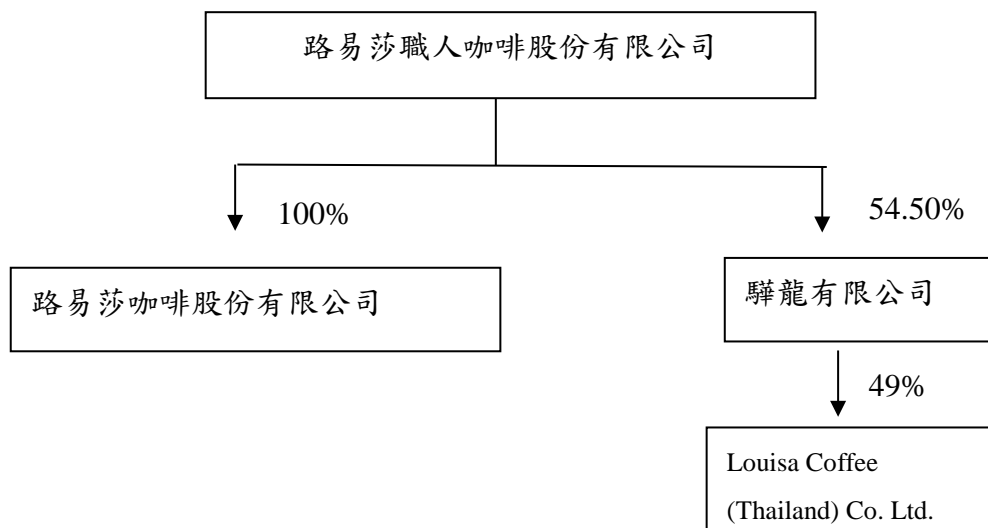 路易莎職人咖啡股份有限公司
100%
54.50%
路易莎咖啡股份有限公司
驊龍有限公司
49%
Louisa Coffee
(Thailand) Co. Ltd.